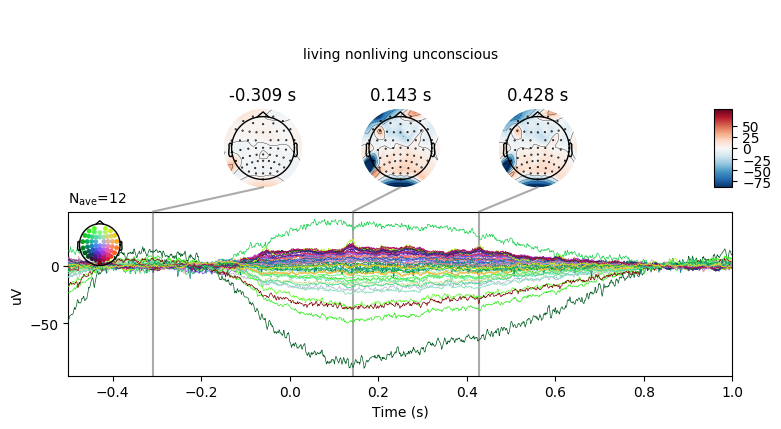 living nonliving unconscious
-0.309 s 0.143 s 0.428 s
50
25
0
−25
−50
−75
Nave=12
0
−50
uV
−0.4 −0.2 0.0 0.2 0.4 0.6 0.8 1.0
Time (s)